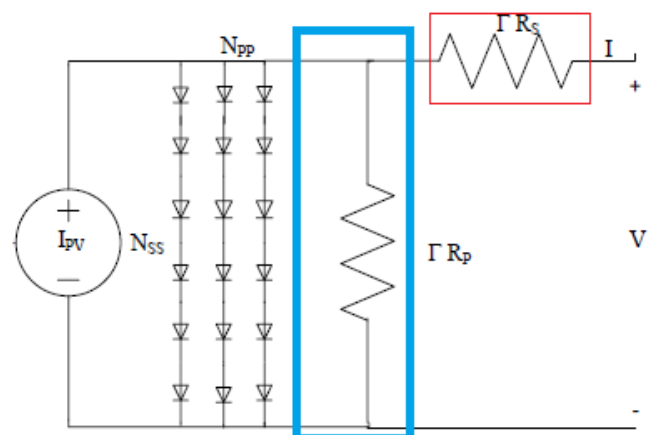 Γ RS
NPP
I
+
+
IPV
NSS
Γ RP
V
-